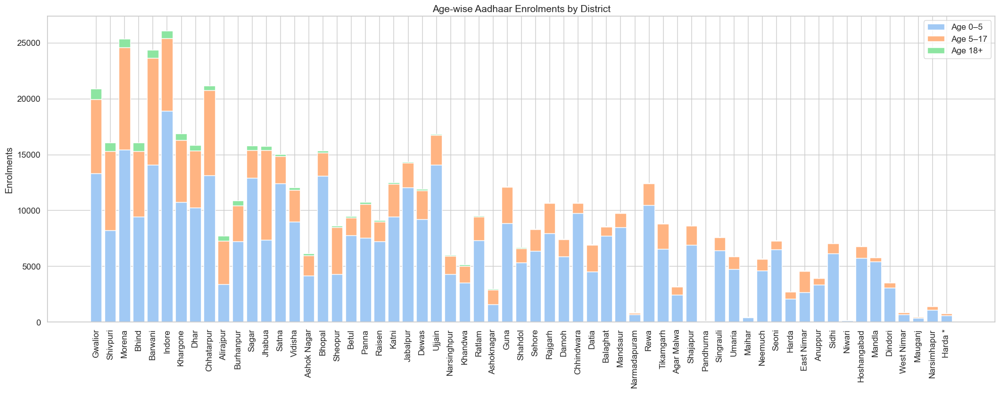 Age-wise Aadhaar Enrolments by District
Age 0–5
Age 5–17
Age 18+
Enrolments
25000
20000
15000
10000
5000
0
Gwalior
Shivpuri
Morena
Bhind
Barwani
Indore
Khargone
Dhar
Chhatarpur
Alirajpur
Burhanpur
Sagar
Jhabua
Satna
Vidisha
Ashok Nagar
Bhopal
Sheopur
Betul
Panna
Raisen
Katni
Jabalpur
Dewas
Ujjain
Narsinghpur
Khandwa
Ratlam
Ashoknagar
Guna
Shahdol
Sehore
Rajgarh
Damoh
Chhindwara
Datia
Balaghat
Mandsaur
Narmadapuram
Rewa
Tikamgarh
Agar Malwa
Shajapur
Pandhurna
Singrauli
Umaria
Maihar
Neemuch
Seoni
Harda
East Nimar
Anuppur
Sidhi
Niwari
Hoshangabad
Mandla
Dindori
West Nimar
Mauganj
Narsimhapur
Harda *